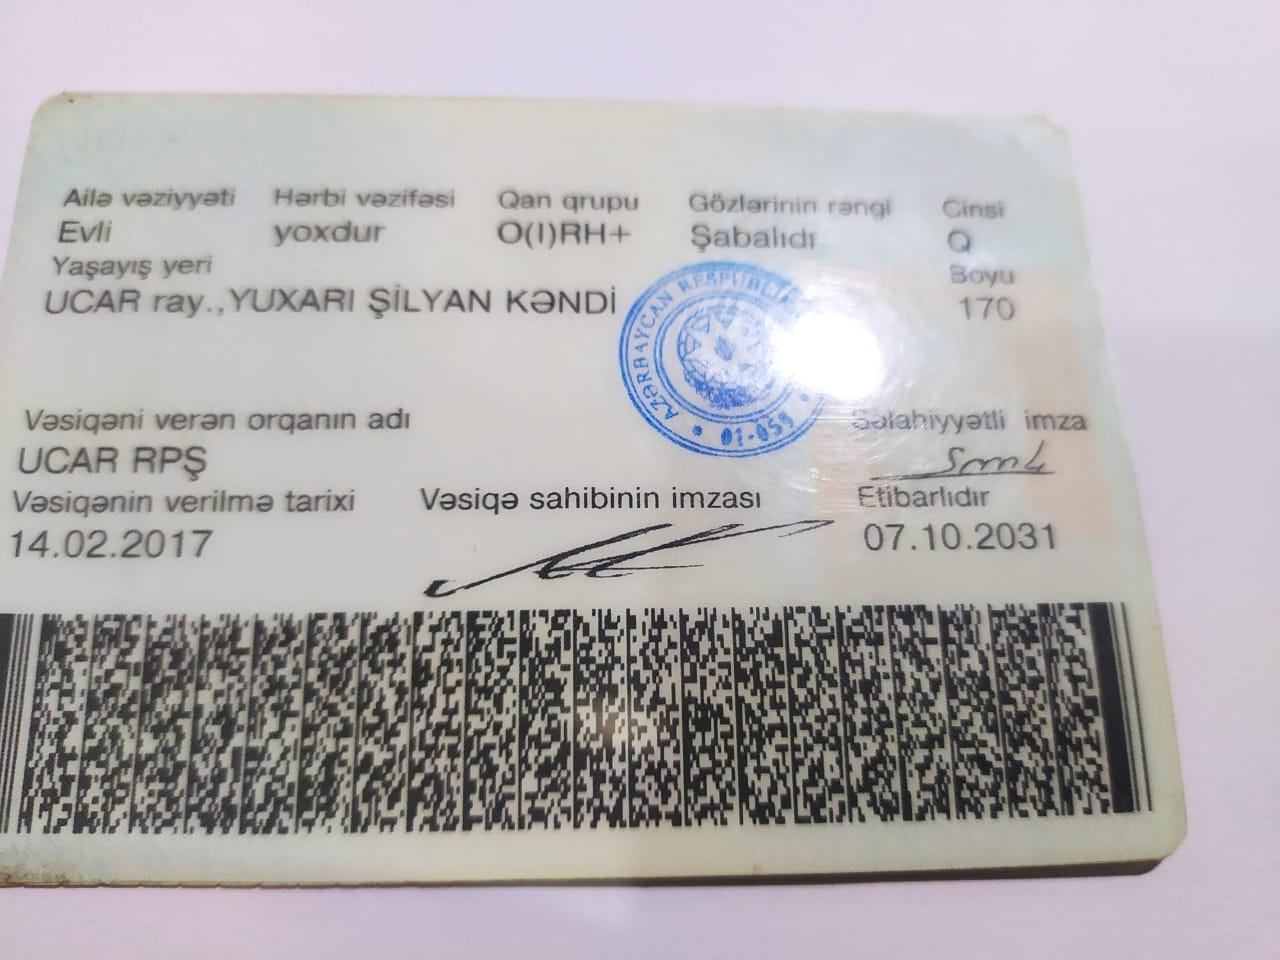 Ailə vəziyyəti Hərbi vəzifəsi Qan qrupu Gözlərinin rəngi Cinsi
Evli yoxdur O(I)RH+ Şabalıdı Q
Yaşayış yeri Boyu
UCAR ray.,YUXARI ŞİLYAN KƏNDİ 170
AZƏRBAYCAN RESPUBLİKASI
01-059
Vəsiqəni verən orqanın adı Səlahiyyətli imza
UCAR RPŞ
Vəsiqənin verilmə tarixi Vəsiqə sahibinin imzası Etibarlıdır
14.02.2017 07.10.2031